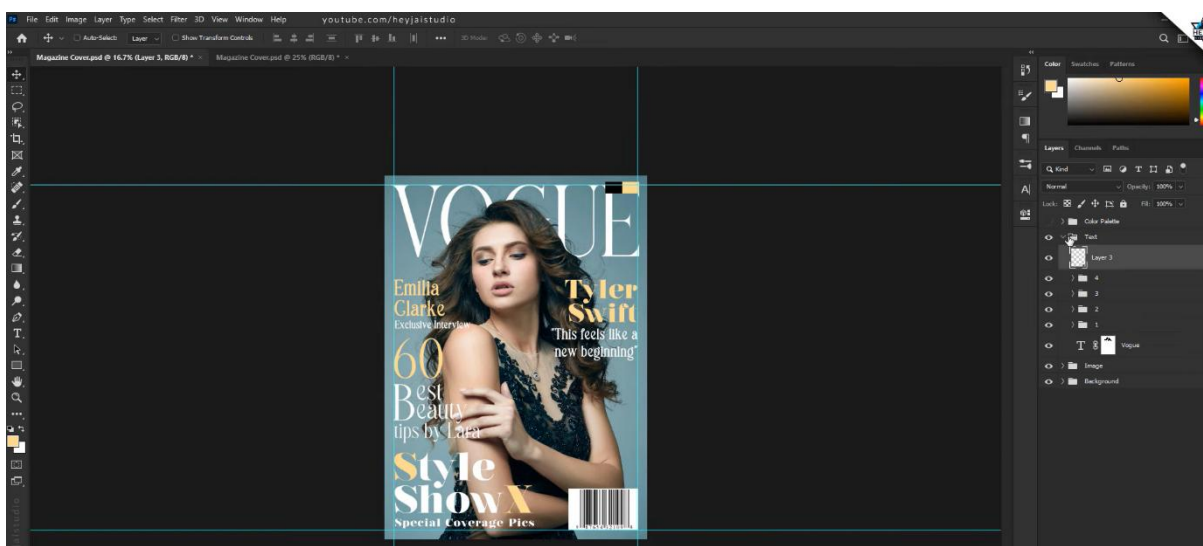 Ps File Edit Image Layer Type Select Filter 3D View Window Help youtube.com/heyjaistudio
Auto-Select: Layer Show Transform Controls 3D Mode:
Magazine Cover.psd @ 16.7% (Layer 3, RGB/8) * × Magazine Cover.psd @ 25% (RGB/8) * ×
Color Swatches Patterns
Layers Channels Paths
Kind
Normal Opacity: 100%
Lock: Fill: 100%
Color Palette
Text
Layer 3
4
3
2
1
T Vogue
Image
Background
VOGUE
Emilia
Clarke
Exclusive Interview
60
Best
Beauty
tips by Lara
Tyler
Swift
"This feels like a
new beginning"
Style
Show X
Special Coverage Pics